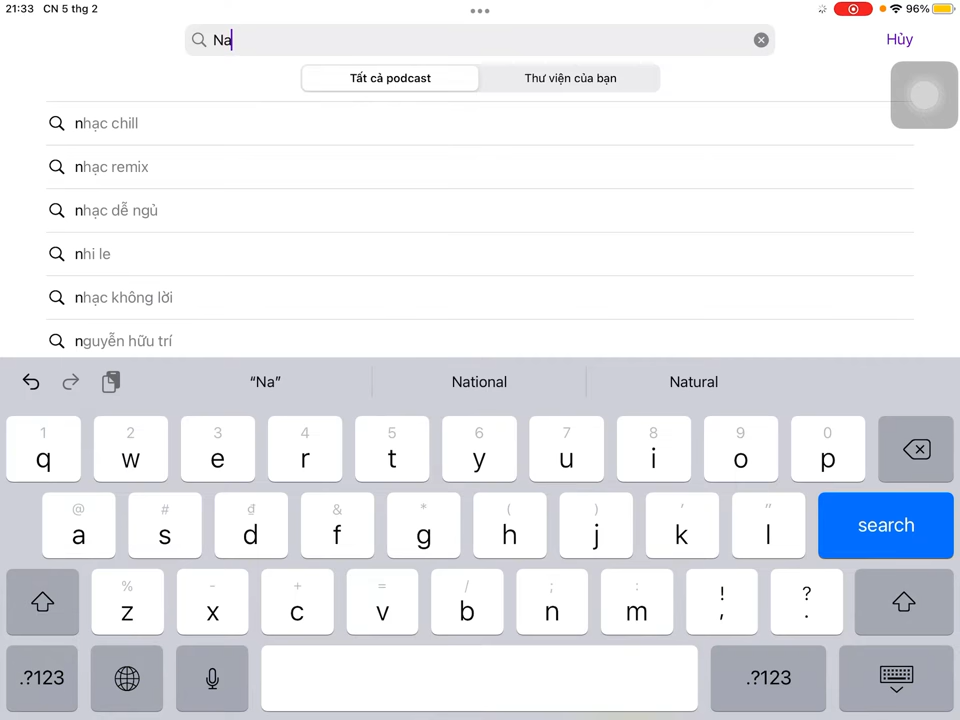 21:33 CN 5 thg 2
96%
Na
Hủy
Tất cả podcast
Thư viện của bạn
nhạc chill
nhạc remix
nhạc dễ ngủ
nhi le
nhạc không lời
nguyễn hữu trí
“Na” National Natural
1 2 3 4 5 6 7 8 9 0
q w e r t y u i o p
@ # ₫ & * ( ) ' "
a s d f g h j k l search
% - + = / ; : ! ?
z x c v b n m , .
.?123 .?123